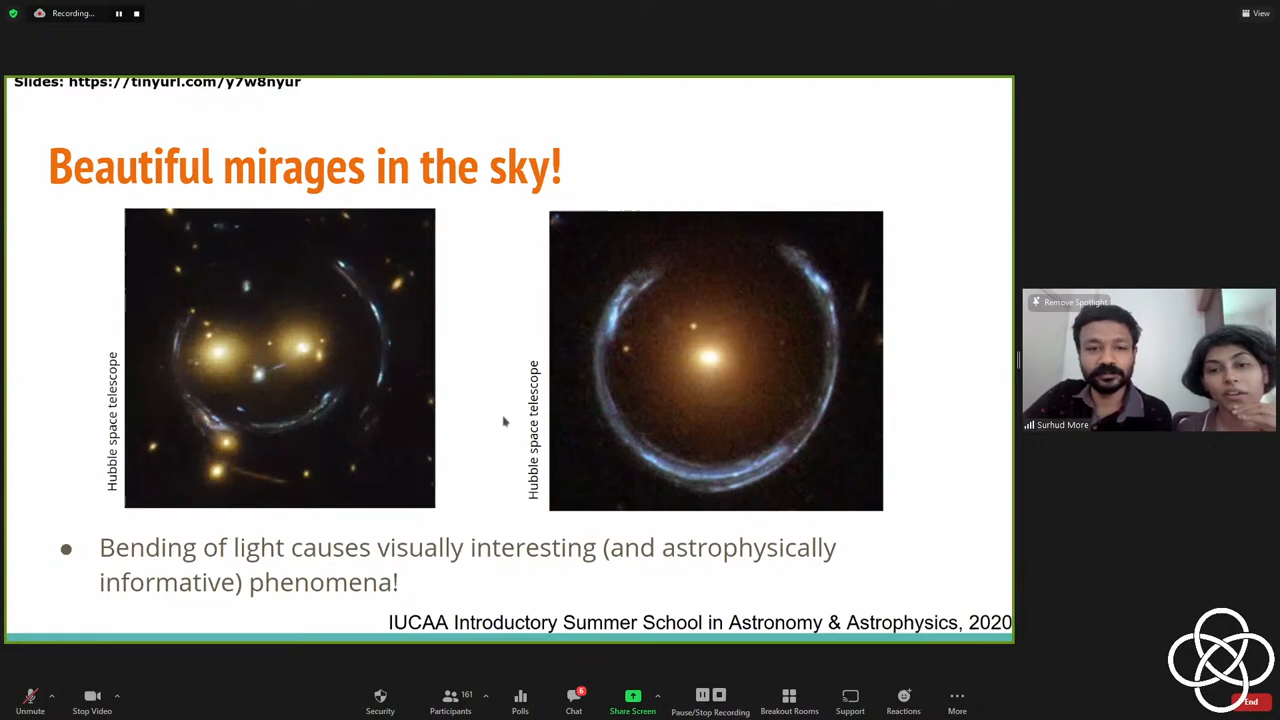 Recording...
View
Slides: https://tinyurl.com/y7w8nyur
Beautiful mirages in the sky!
Hubble space telescope
Hubble space telescope
Bending of light causes visually interesting (and astrophysically
informative) phenomena!
IUCAA Introductory Summer School in Astronomy & Astrophysics, 2020
Remove Spotlight
Surhud More
Unmute
Stop Video
Security
Participants
161
Polls
Chat
6
Share Screen
Pause/Stop Recording
Breakout Rooms
Support
Reactions
More
End